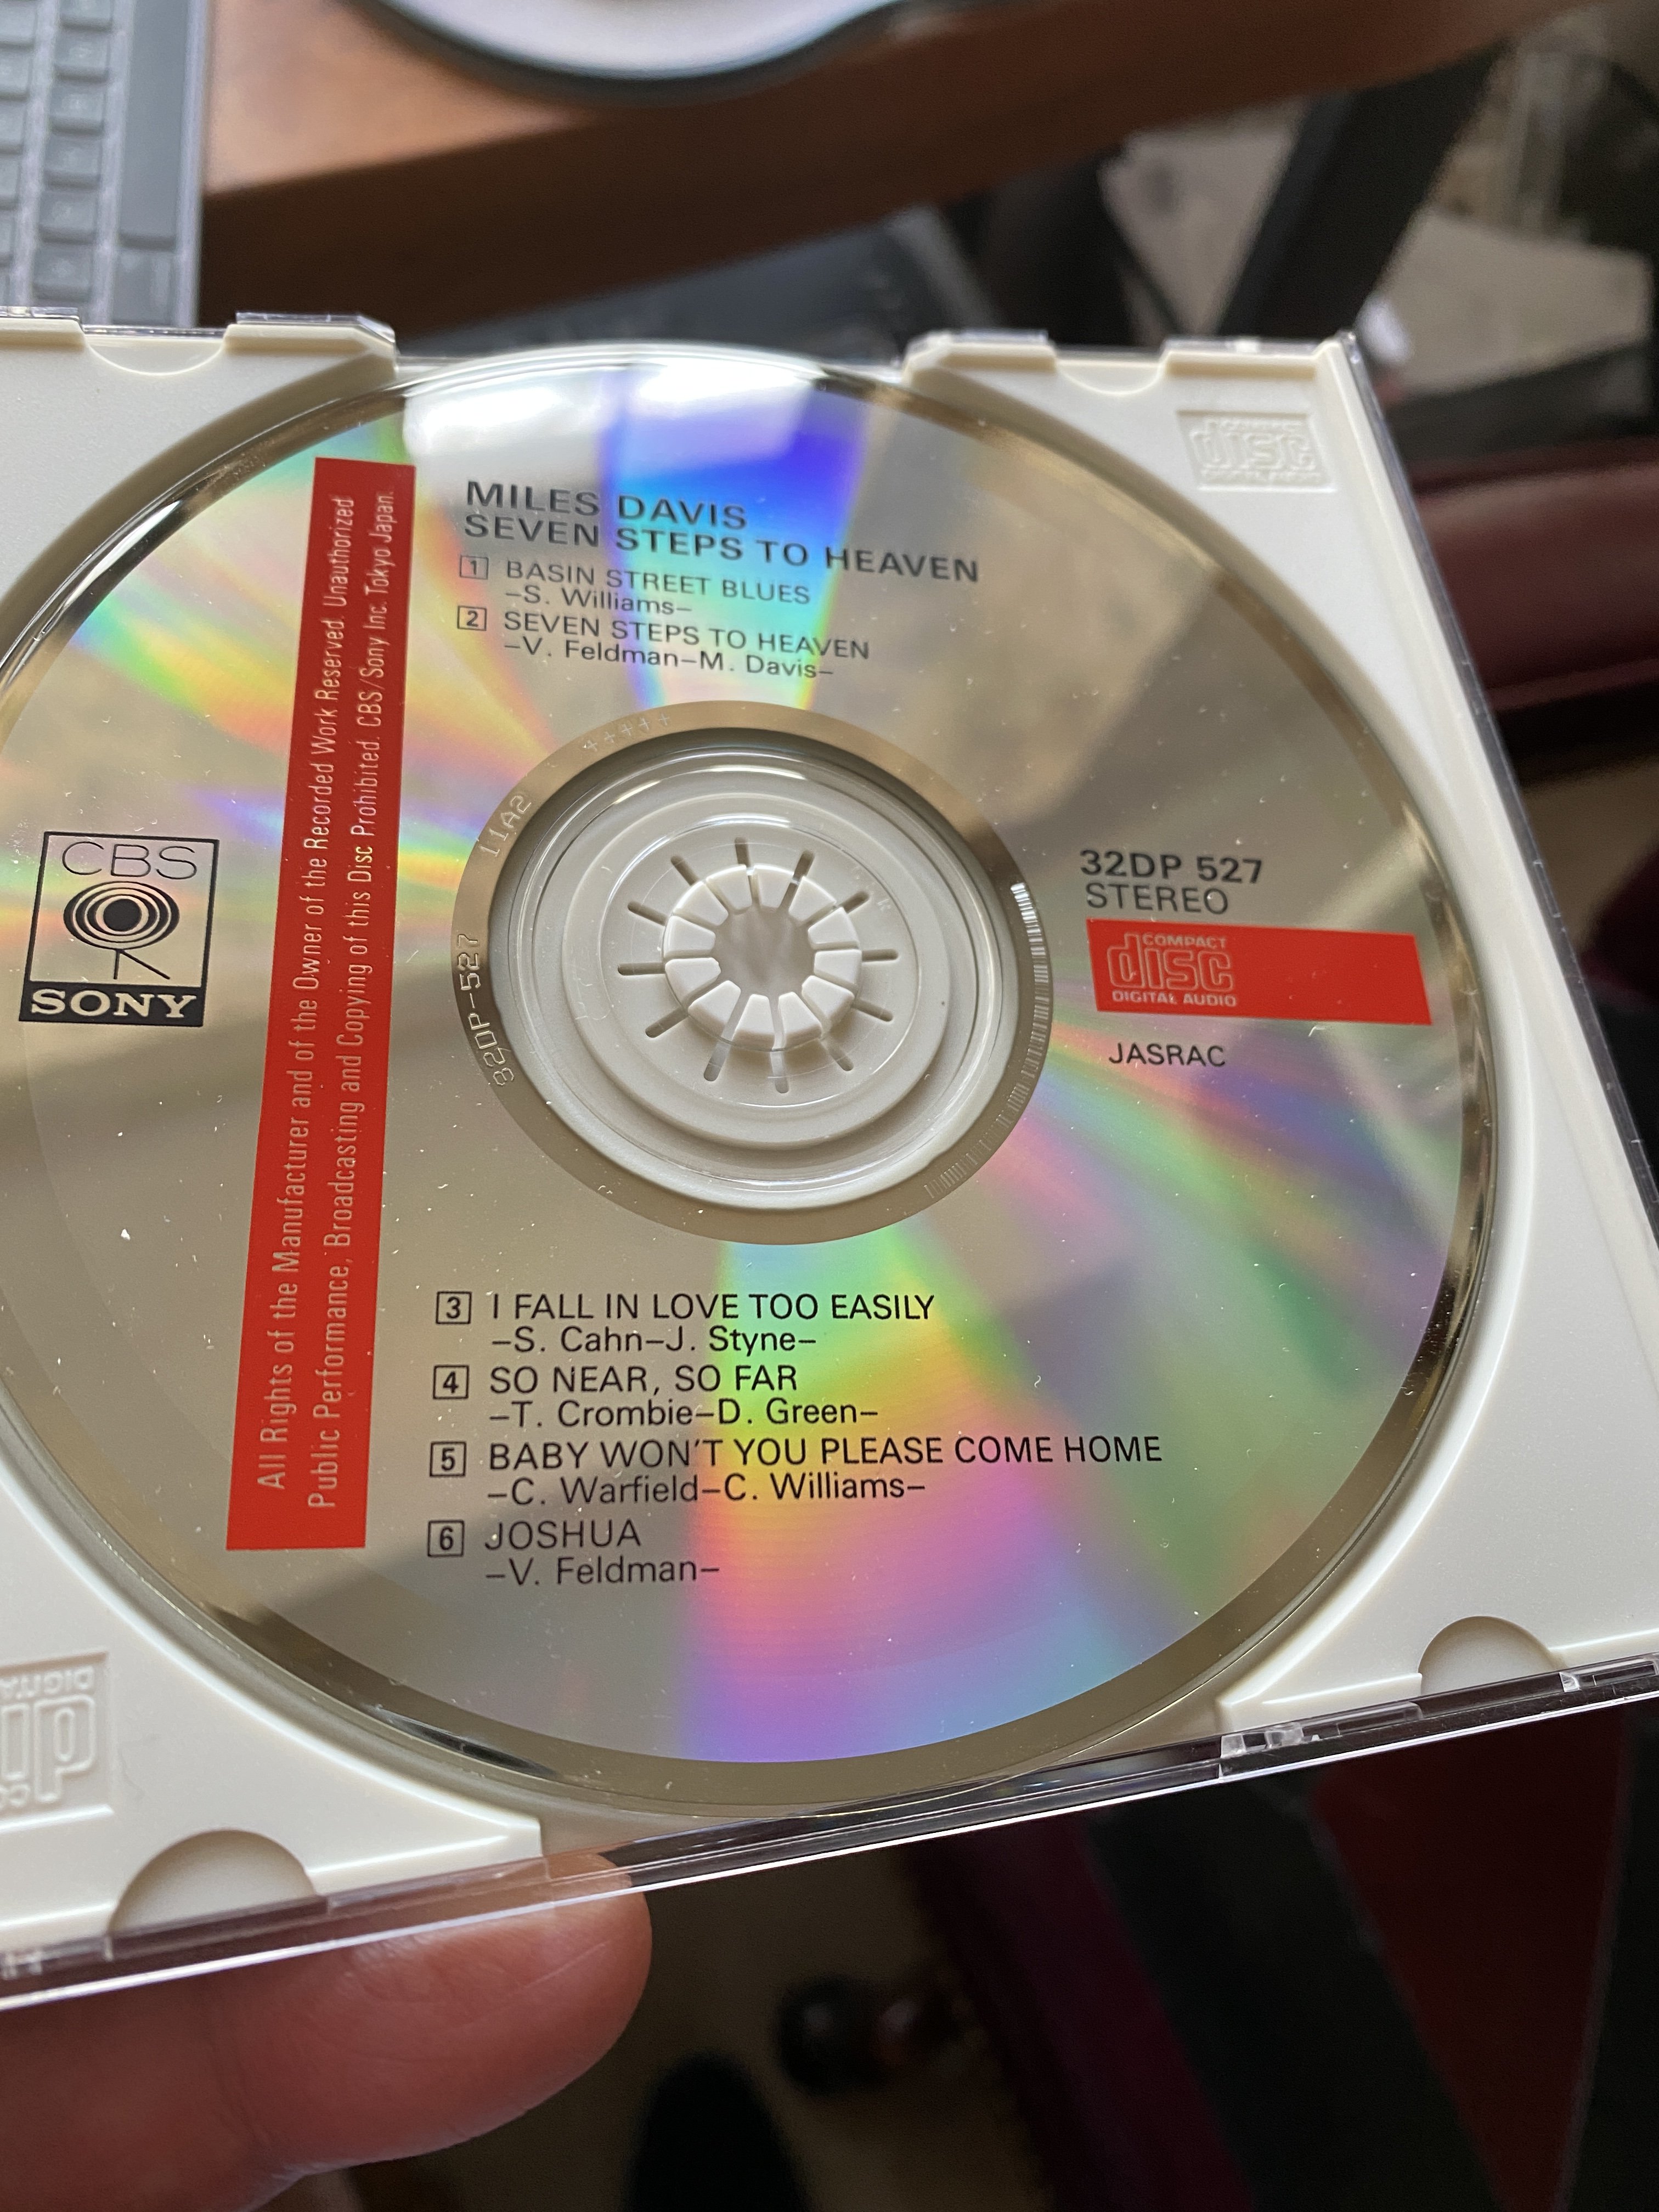 MILES DAVIS
SEVEN STEPS TO HEAVEN
1 BASIN STREET BLUES
–S. Williams–
2 SEVEN STEPS TO HEAVEN
–V. Feldman–M. Davis–
All Rights of the Manufacturer and of the Owner of the Recorded Work Reserved. Unauthorized
Public Performance, Broadcasting and Copying of this Disc Prohibited. CBS/Sony Inc. Tokyo Japan.
CBS
SONY
32DP-527 11A2 +++++
32DP 527
STEREO
COMPACT
disc
DIGITAL AUDIO
JASRAC
3 I FALL IN LOVE TOO EASILY
–S. Cahn–J. Styne–
4 SO NEAR, SO FAR
–T. Crombie–D. Green–
5 BABY WON'T YOU PLEASE COME HOME
–C. Warfield–C. Williams–
6 JOSHUA
–V. Feldman–
COMPACT
disc
DIGITAL AUDIO